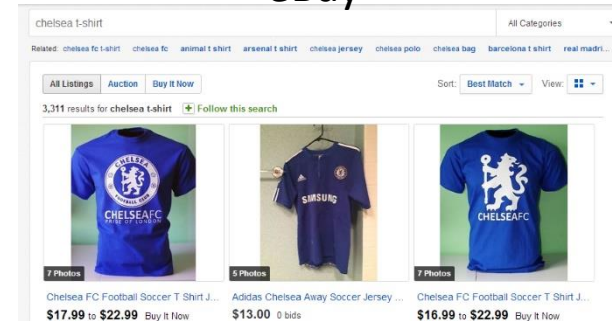 chelsea t-shirt
All Categories
Related: chelsea fc t-shirt chelsea fc animal t shirt arsenal t shirt chelsea jersey chelsea polo chelsea bag barcelona t shirt real madri...
All Listings Auction Buy It Now
Sort: Best Match View:
3,311 results for chelsea t-shirt + Follow this search
CHELSEA
FOOTBALL CLUB
CHELSEAFC
PRIDE OF LONDON
SAMSUNG
CHELSEAFC
7 Photos
5 Photos
7 Photos
Chelsea FC Football Soccer T Shirt J...
Adidas Chelsea Away Soccer Jersey ...
Chelsea FC Football Soccer T Shirt J...
$17.99 to $22.99 Buy It Now
$13.00 0 bids
$16.99 to $22.99 Buy It Now